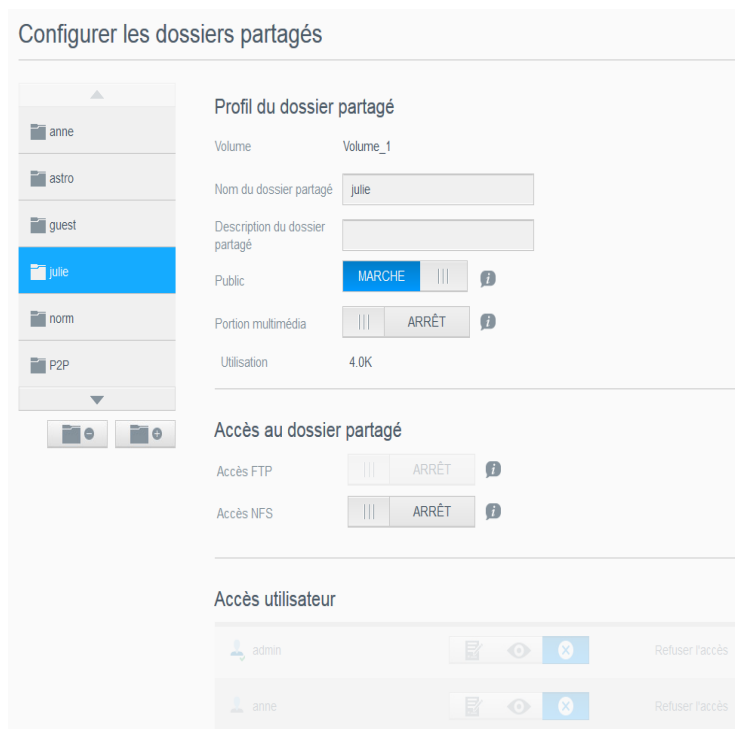 Configurer les dossiers partagés
anne
astro
guest
julie
norm
P2P
Profil du dossier partagé
Volume Volume_1
Nom du dossier partagé julie
Description du dossier
partagé
Public MARCHE
Portion multimédia ARRÊT
Utilisation 4.0K
Accès au dossier partagé
Accès FTP ARRÊT
Accès NFS ARRÊT
Accès utilisateur
admin Refuser l'accès
anne Refuser l'accès